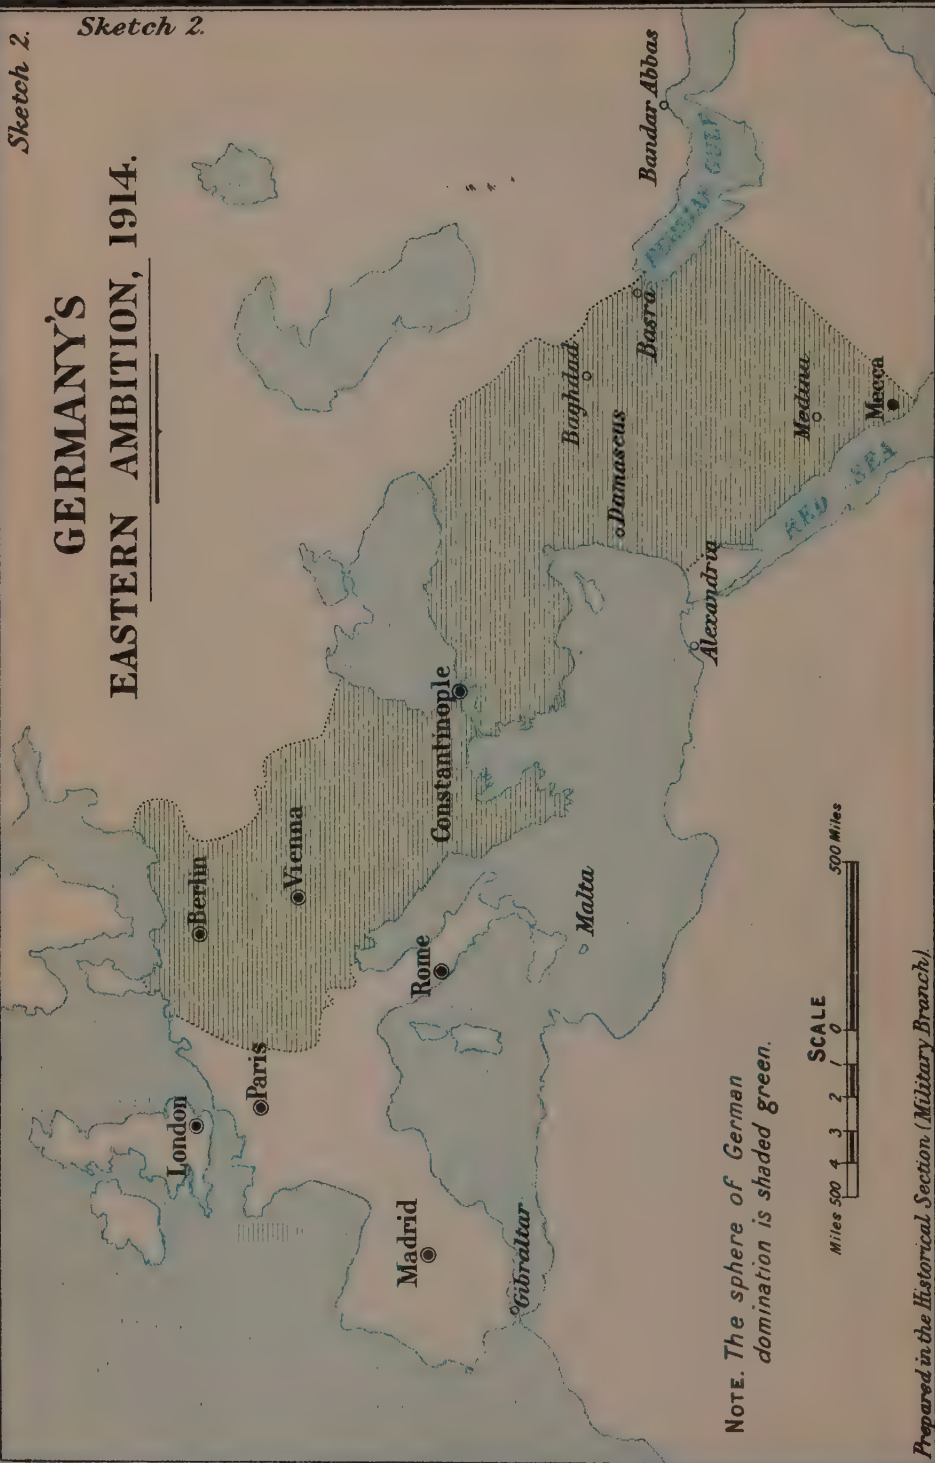 Sketch 2.
Sketch 2.
GERMANY'S
EASTERN AMBITION, 1914.
London
Paris
Berlin
Vienna
Madrid
Rome
Gibraltar
Malta
Constantinople
Alexandria
Damascus
Baghdad
Basra
Bandar Abbas
PERSIAN GULF
Medina
Mecca
RED SEA
NOTE. The sphere of German
domination is shaded green.
SCALE
Miles 500 4 3 2 1 0 500 Miles
Prepared in the Historical Section (Military Branch).